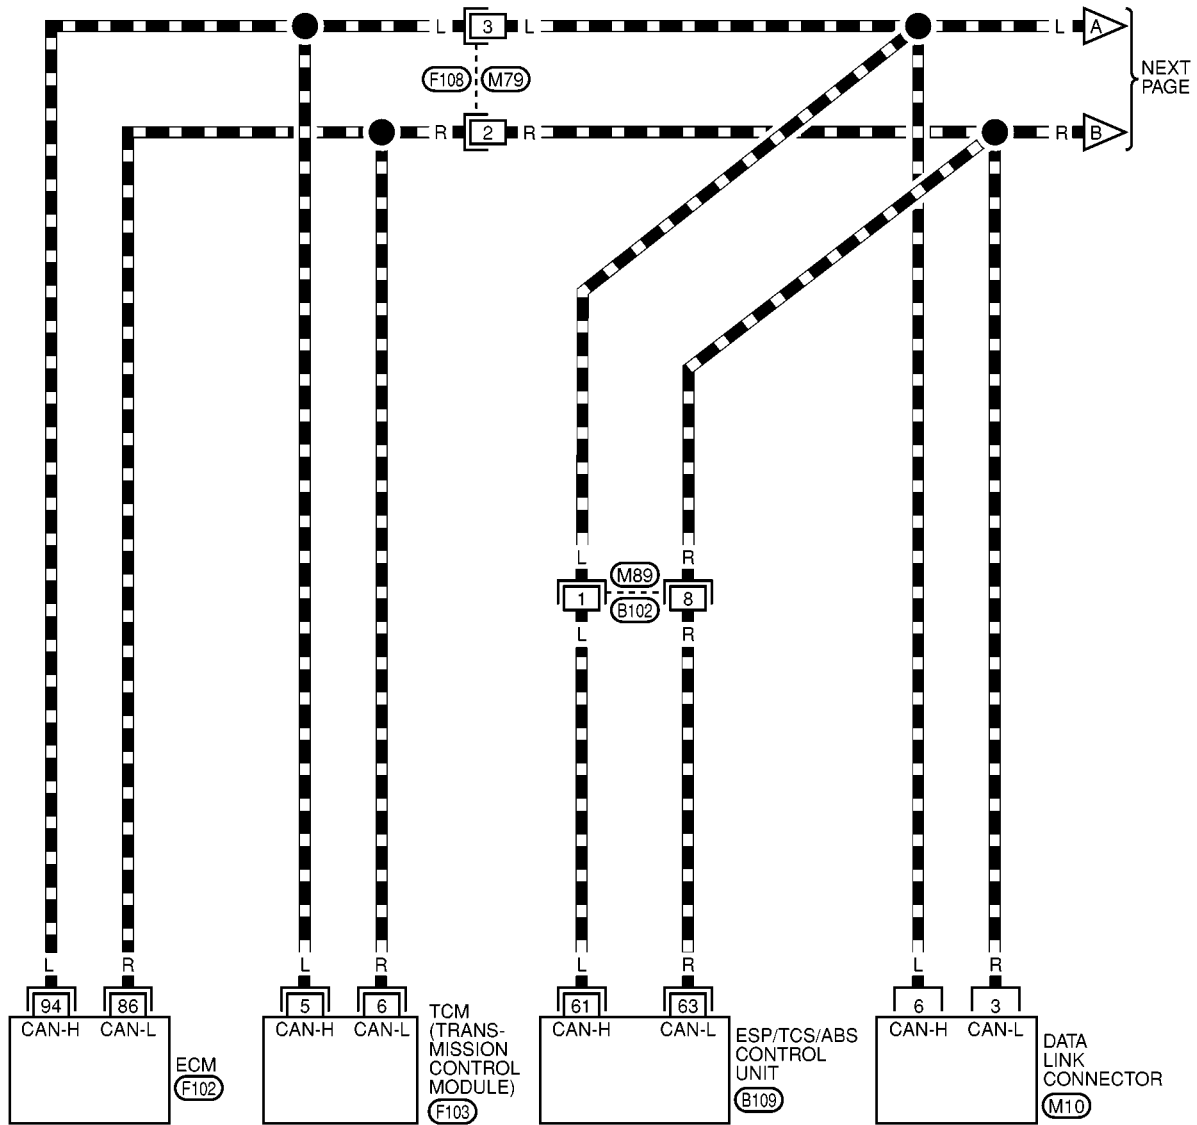 L 3 L L A
F108 M79
NEXT
PAGE
R 2 R R B
L R
M89
1 8
B102
L R
L R L R L R L R
94 86 5 6 61 63 6 3
CAN-H CAN-L CAN-H CAN-L CAN-H CAN-L CAN-H CAN-L
ECM
F102
TCM
(TRANS-
MISSION
CONTROL
MODULE)
F103
ESP/TCS/ABS
CONTROL
UNIT
B109
DATA
LINK
CONNECTOR
M10